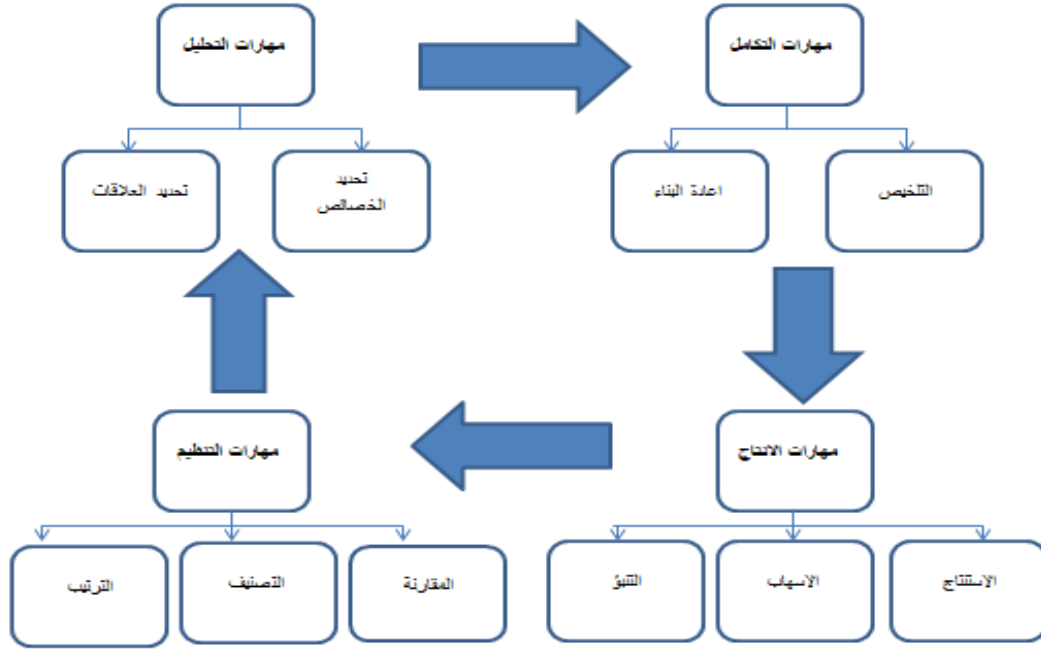 مهارات التكامل
مهارات التحليل
التلخيص
اعادة البناء
تحديد
الخصائص
تحديد العلاقات
مهارات الانتاج
مهارات التنظيم
الاستنتاج
الاسهاب
التنبؤ
المقارنة
التصنيف
الترتيب